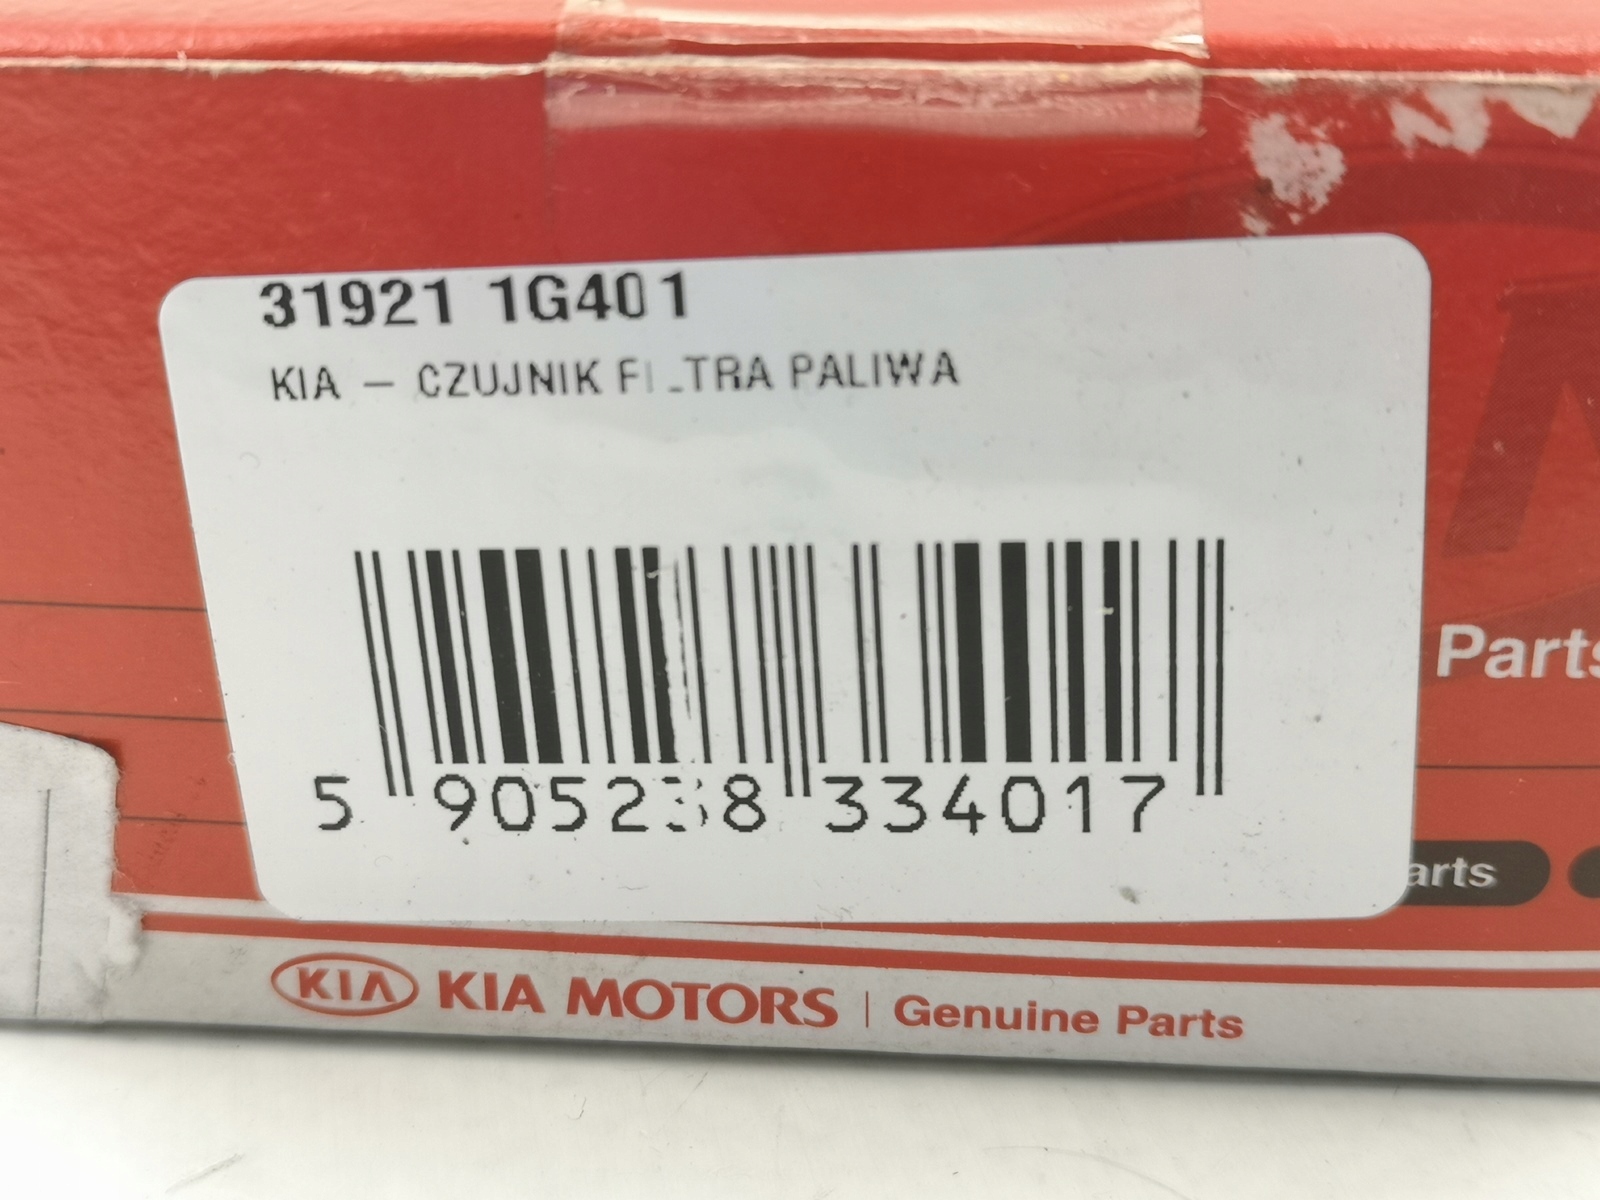 31921 1G401
KIA - CZUJNIK FILTRA PALIWA
5 905238 334017
Parts
arts
KIA KIA MOTORS | Genuine Parts